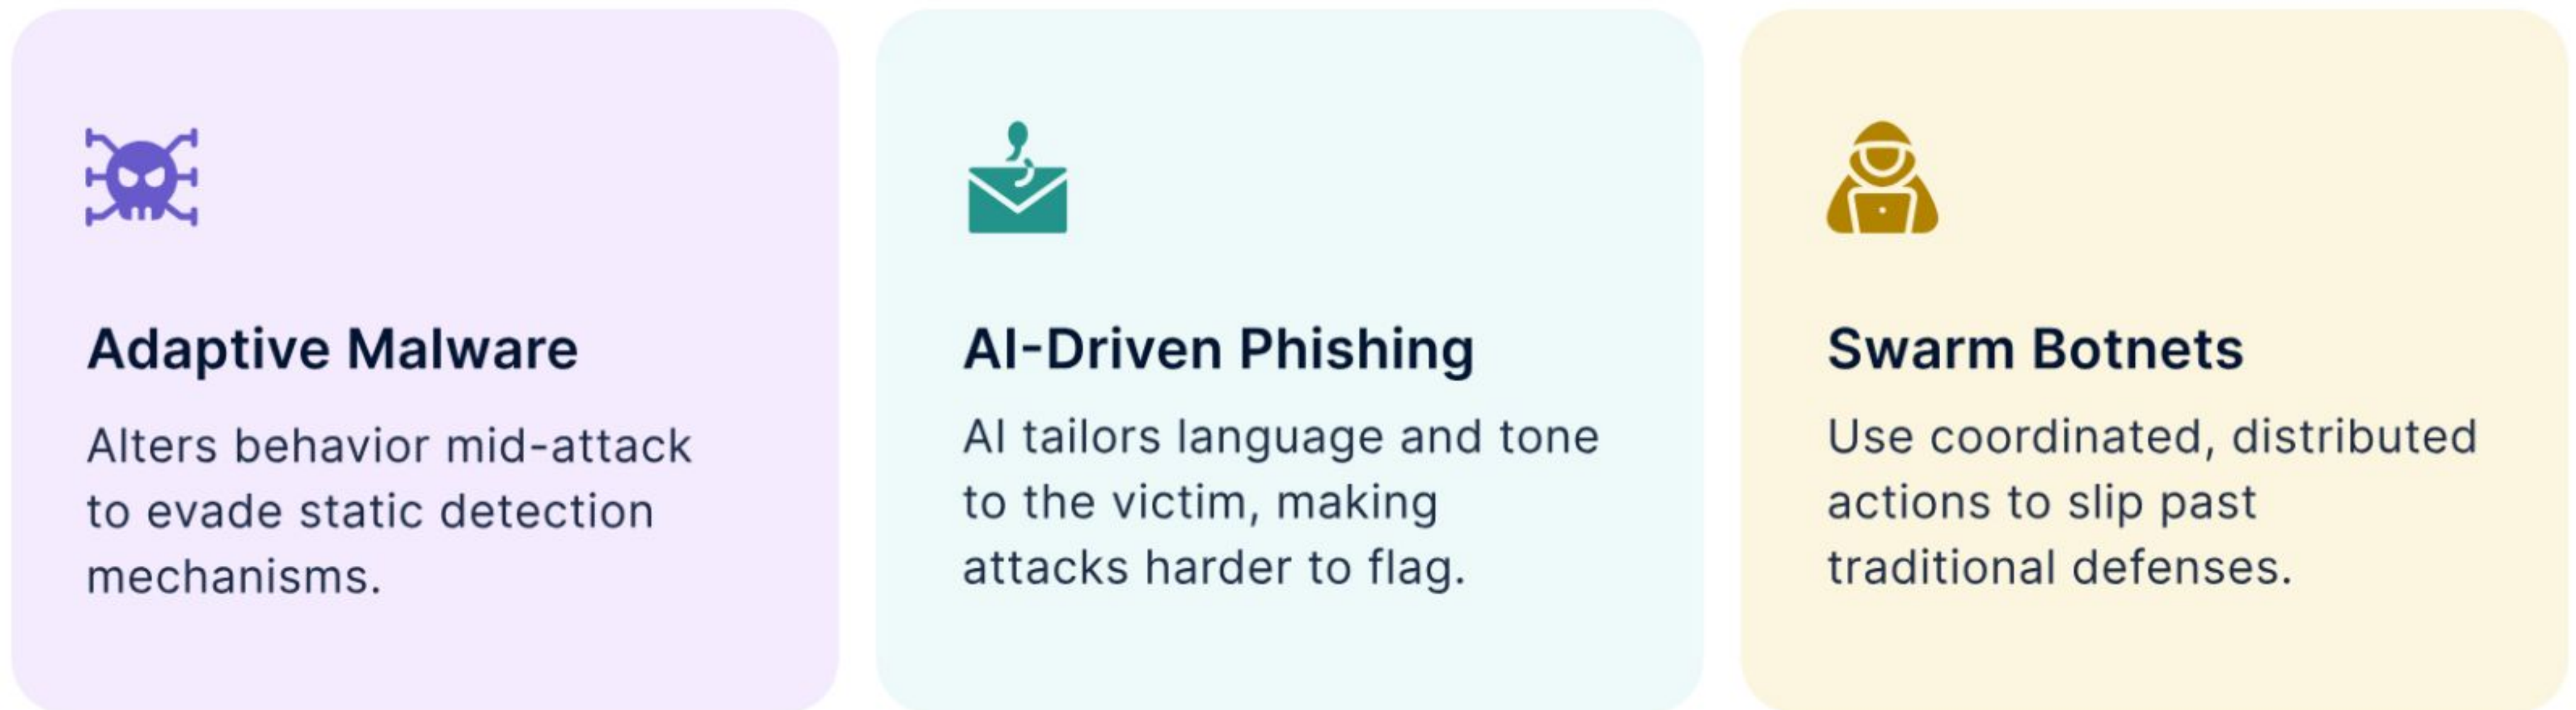 Adaptive Malware
Alters behavior mid-attack
to evade static detection
mechanisms.
AI-Driven Phishing
AI tailors language and tone
to the victim, making
attacks harder to flag.
Swarm Botnets
Use coordinated, distributed
actions to slip past
traditional defenses.